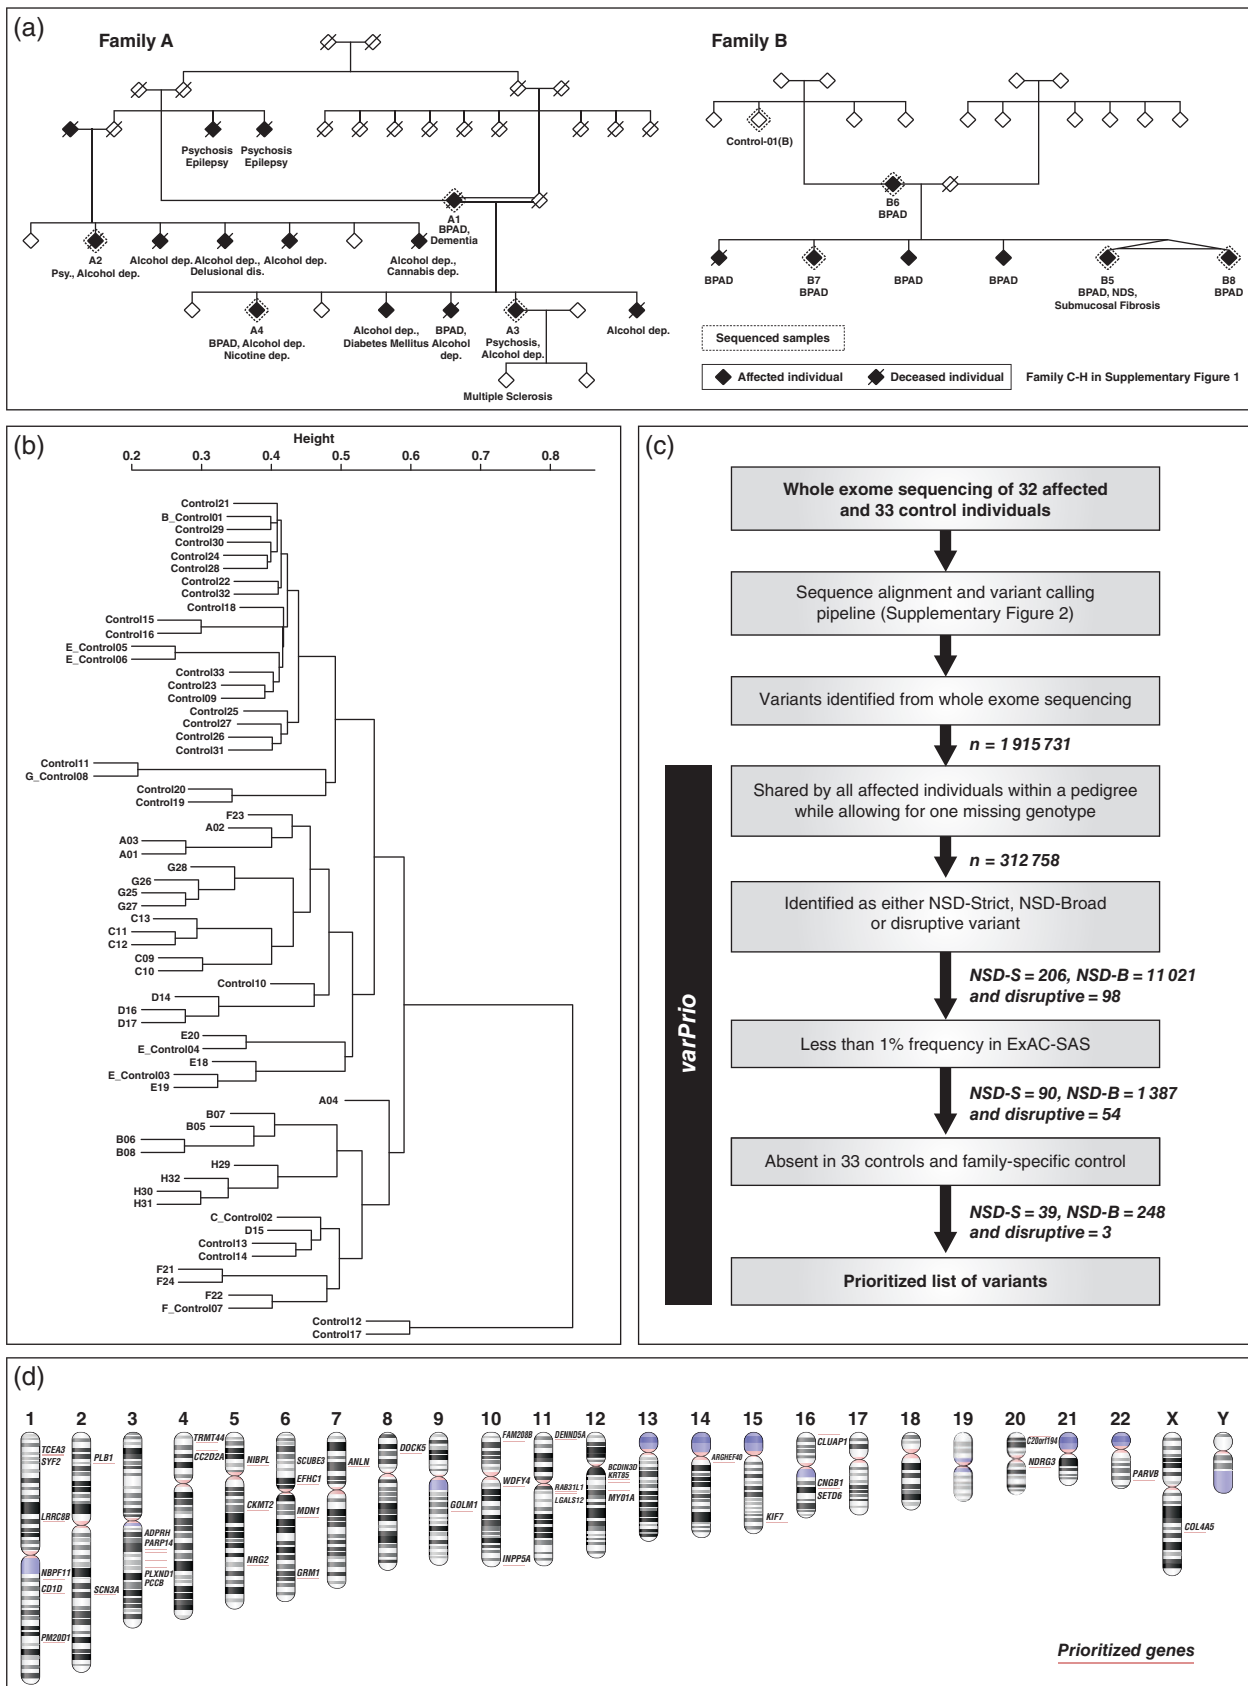 (a)
Family A
Family B
Psychosis
Epilepsy
Psychosis
Epilepsy
Control-01(B)
A1
BPAD,
Dementia
B6
BPAD
A2
Psy., Alcohol dep.
Alcohol dep.
Alcohol dep.,
Delusional dis.
Alcohol dep.
Alcohol dep.,
Cannabis dep.
BPAD
B7
BPAD
BPAD
BPAD
B5
BPAD, NDS,
Submucosal Fibrosis
B8
BPAD
A4
BPAD, Alcohol dep.
Nicotine dep.
Alcohol dep.,
Diabetes Mellitus
BPAD,
Alcohol
dep.
A3
Psychosis,
Alcohol dep.
Alcohol dep.
Multiple Sclerosis
Sequenced samples
Affected individual
Deceased individual
Family C-H in Supplementary Figure 1
(b)
Height
0.2 0.3 0.4 0.5 0.6 0.7 0.8
Control21
B_Control01
Control29
Control30
Control24
Control28
Control22
Control32
Control18
Control15
Control16
E_Control05
E_Control06
Control33
Control23
Control09
Control25
Control27
Control26
Control31
Control11
G_Control08
Control20
Control19
F23
A02
A03
A01
G28
G26
G25
G27
C13
C11
C12
C09
C10
Control10
D14
D16
D17
E20
E_Control04
E18
E_Control03
E19
A04
B07
B05
B06
B08
H29
H32
H30
H31
C_Control02
D15
Control13
Control14
F21
F24
F22
F_Control07
Control12
Control17
(c)
Whole exome sequencing of 32 affected
and 33 control individuals
Sequence alignment and variant calling
pipeline (Supplementary Figure 2)
Variants identified from whole exome sequencing
n = 1 915 731
varPrio
Shared by all affected individuals within a pedigree
while allowing for one missing genotype
n = 312 758
Identified as either NSD-Strict, NSD-Broad
or disruptive variant
NSD-S = 206, NSD-B = 11 021
and disruptive = 98
Less than 1% frequency in ExAC-SAS
NSD-S = 90, NSD-B = 1 387
and disruptive = 54
Absent in 33 controls and family-specific control
NSD-S = 39, NSD-B = 248
and disruptive = 3
Prioritized list of variants
(d)
1 2 3 4 5 6 7 8 9 10 11 12 13 14 15 16 17 18 19 20 21 22 X Y
TCEA3
SYF2
LRRC8B
NBPF11
CD1D
PM20D1
PLB1
SCN3A
ADPRH
PARP14
PLXND1
PCCB
TRMT44
CC2D2A
NIBPL
CKMT2
NRG2
SCUBE3
EFHC1
MDN1
GRM1
ANLN
DOCK5
GOLM1
FAM208B
WDFY4
INPP5A
DENND5A
RAB31L1
LGALS12
BCDIN3D
KRT85
MYO1A
ARGHEF40
KIF7
CLUAP1
CNGB1
SETD6
C20orf194
NDRG3
PARVB
COL4A5
Prioritized genes